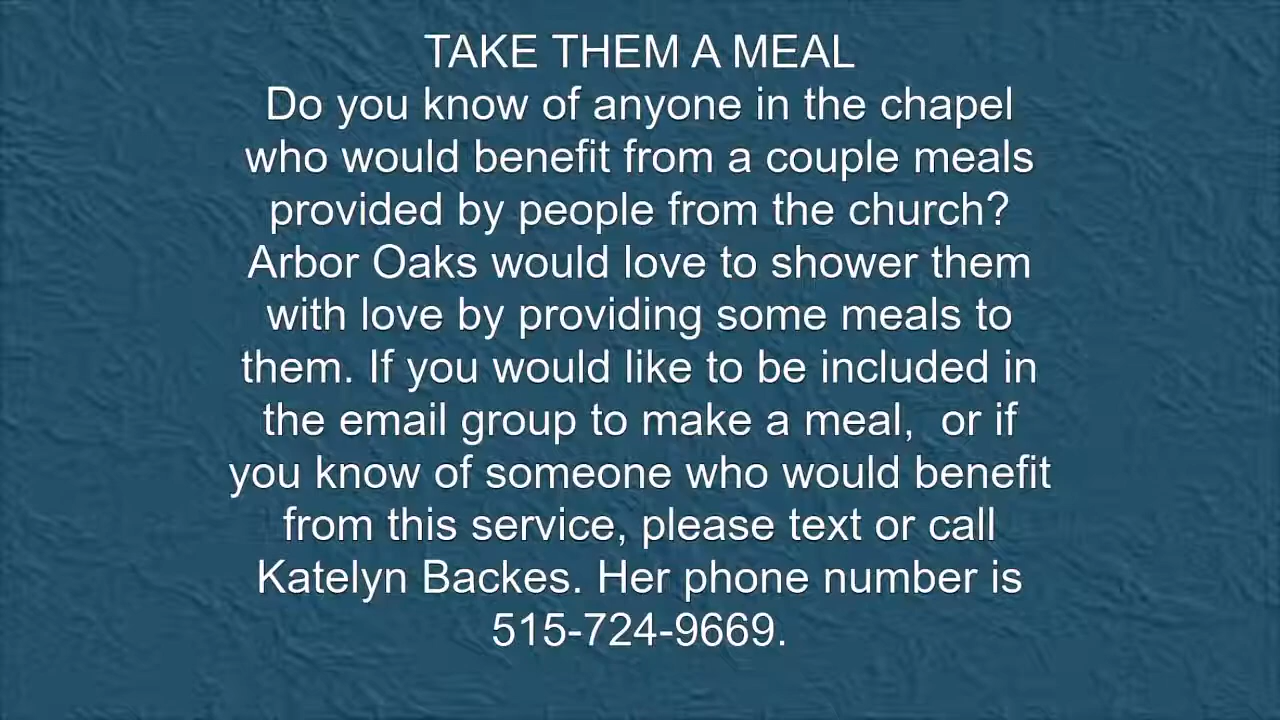 TAKE THEM A MEAL
Do you know of anyone in the chapel
who would benefit from a couple meals
provided by people from the church?
Arbor Oaks would love to shower them
with love by providing some meals to
them. If you would like to be included in
the email group to make a meal,  or if
you know of someone who would benefit
from this service, please text or call
Katelyn Backes. Her phone number is
515-724-9669.